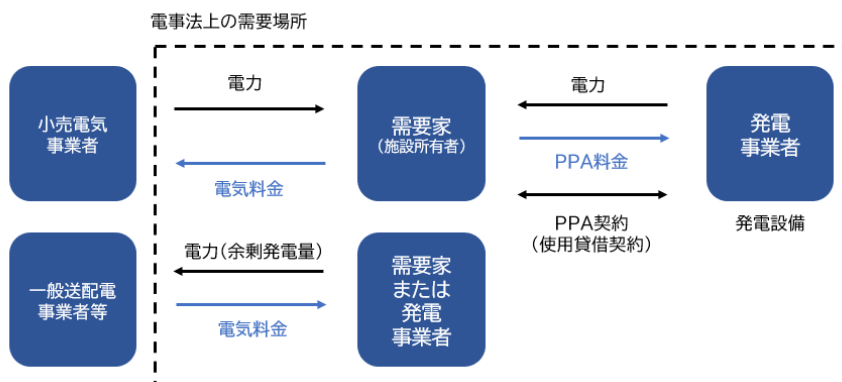 電事法上の需要場所
小売電気
事業者
電力
電気料金
需要家
(施設所有者)
電力
PPA料金
PPA契約
(使用貸借契約)
発電
事業者
発電設備
一般送配電
事業者等
電力(余剰発電量)
電気料金
需要家
または
発電
事業者